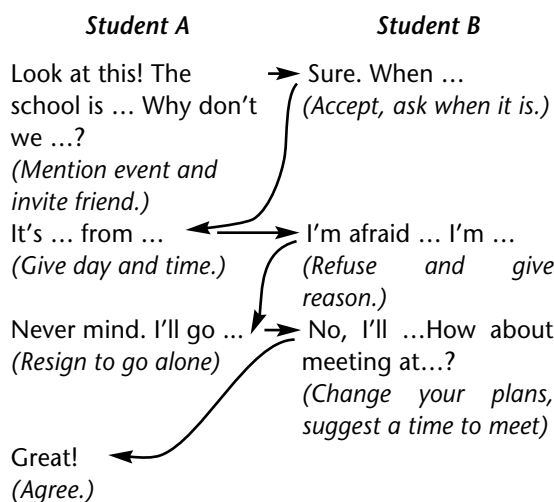 Student A
Student B
Look at this! The
school is … Why don't
we …?
(Mention event and
invite friend.)
Sure. When …
(Accept, ask when it is.)
It's … from …
(Give day and time.)
I'm afraid … I'm …
(Refuse and give
reason.)
Never mind. I'll go ...
(Resign to go alone)
No, I'll …How about
meeting at…?
(Change your plans,
suggest a time to meet)
Great!
(Agree.)